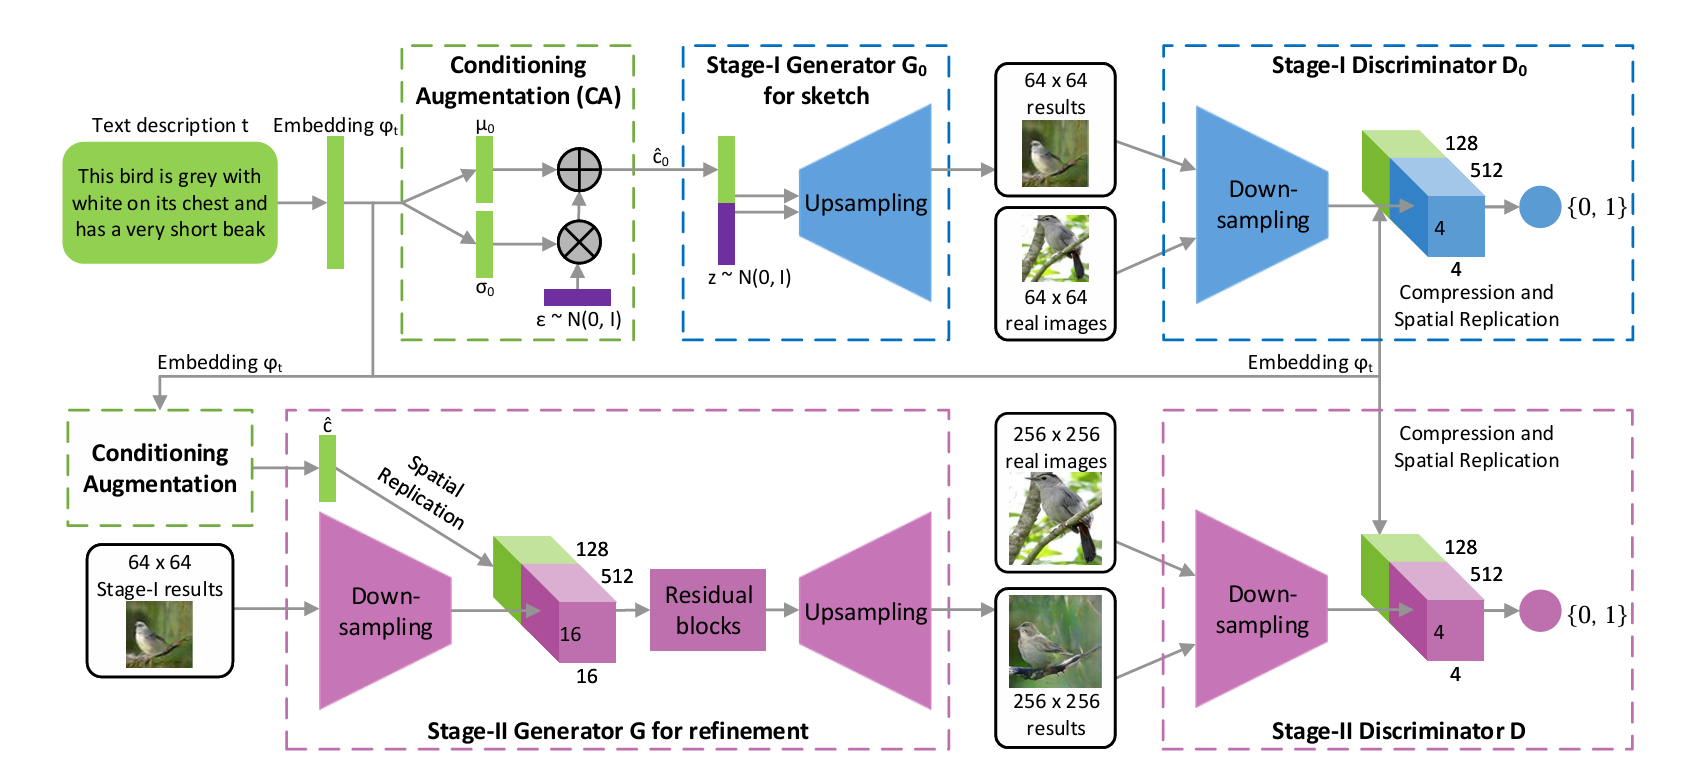 Text description t
This bird is grey with
white on its chest and
has a very short beak
Embedding φₜ
Conditioning
Augmentation (CA)
μ₀
σ₀
ε ~ N(0, I)
ĉ₀
Stage-I Generator G₀
for sketch
z ~ N(0, I)
Upsampling
64 x 64
results
64 x 64
real images
Stage-I Discriminator D₀
Down-
sampling
128
512
4
4
{0, 1}
Compression and
Spatial Replication
Embedding φₜ
Embedding φₜ
Conditioning
Augmentation
64 x 64
Stage-I results
ĉ
Spatial
Replication
Down-
sampling
128
512
16
16
Residual
blocks
Upsampling
Stage-II Generator G for refinement
256 x 256
real images
256 x 256
results
Compression and
Spatial Replication
Down-
sampling
128
512
4
4
{0, 1}
Stage-II Discriminator D